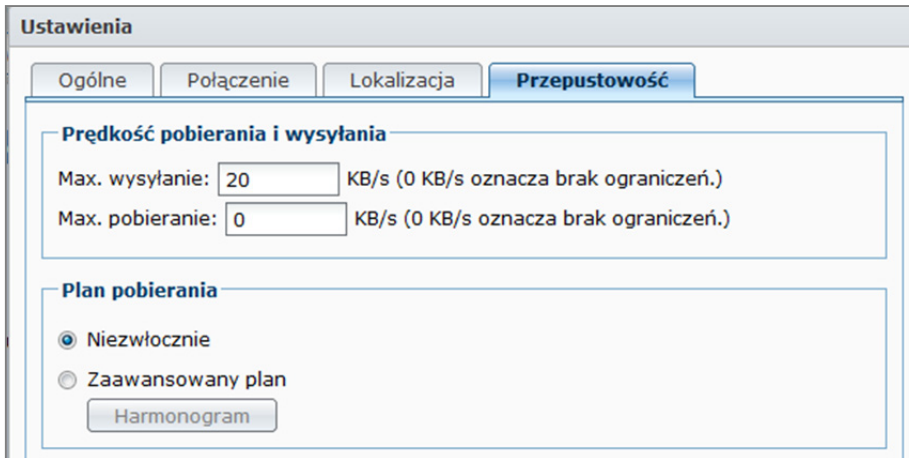 Ustawienia
Ogólne Połączenie Lokalizacja Przepustowość
Prędkość pobierania i wysyłania
Max. wysyłanie: 20 KB/s (0 KB/s oznacza brak ograniczeń.)
Max. pobieranie: 0 KB/s (0 KB/s oznacza brak ograniczeń.)
Plan pobierania
Niezwłocznie
Zaawansowany plan
Harmonogram